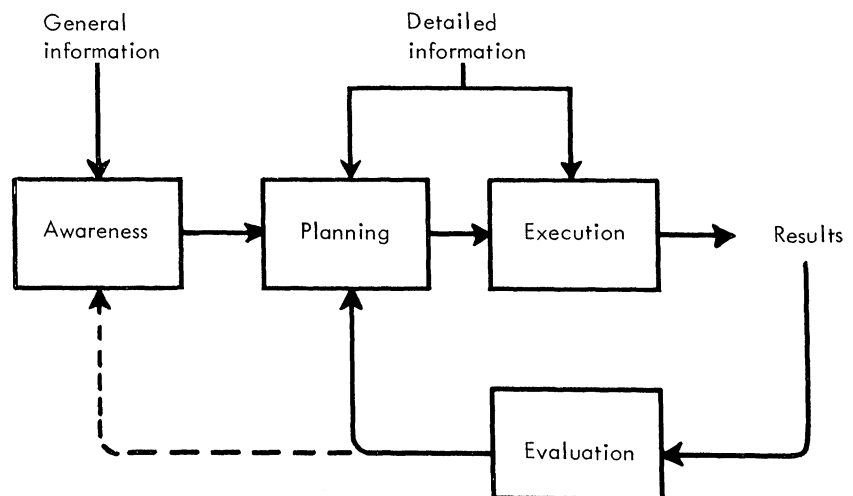 General
information
Detailed
information
Awareness
Planning
Execution
Results
Evaluation